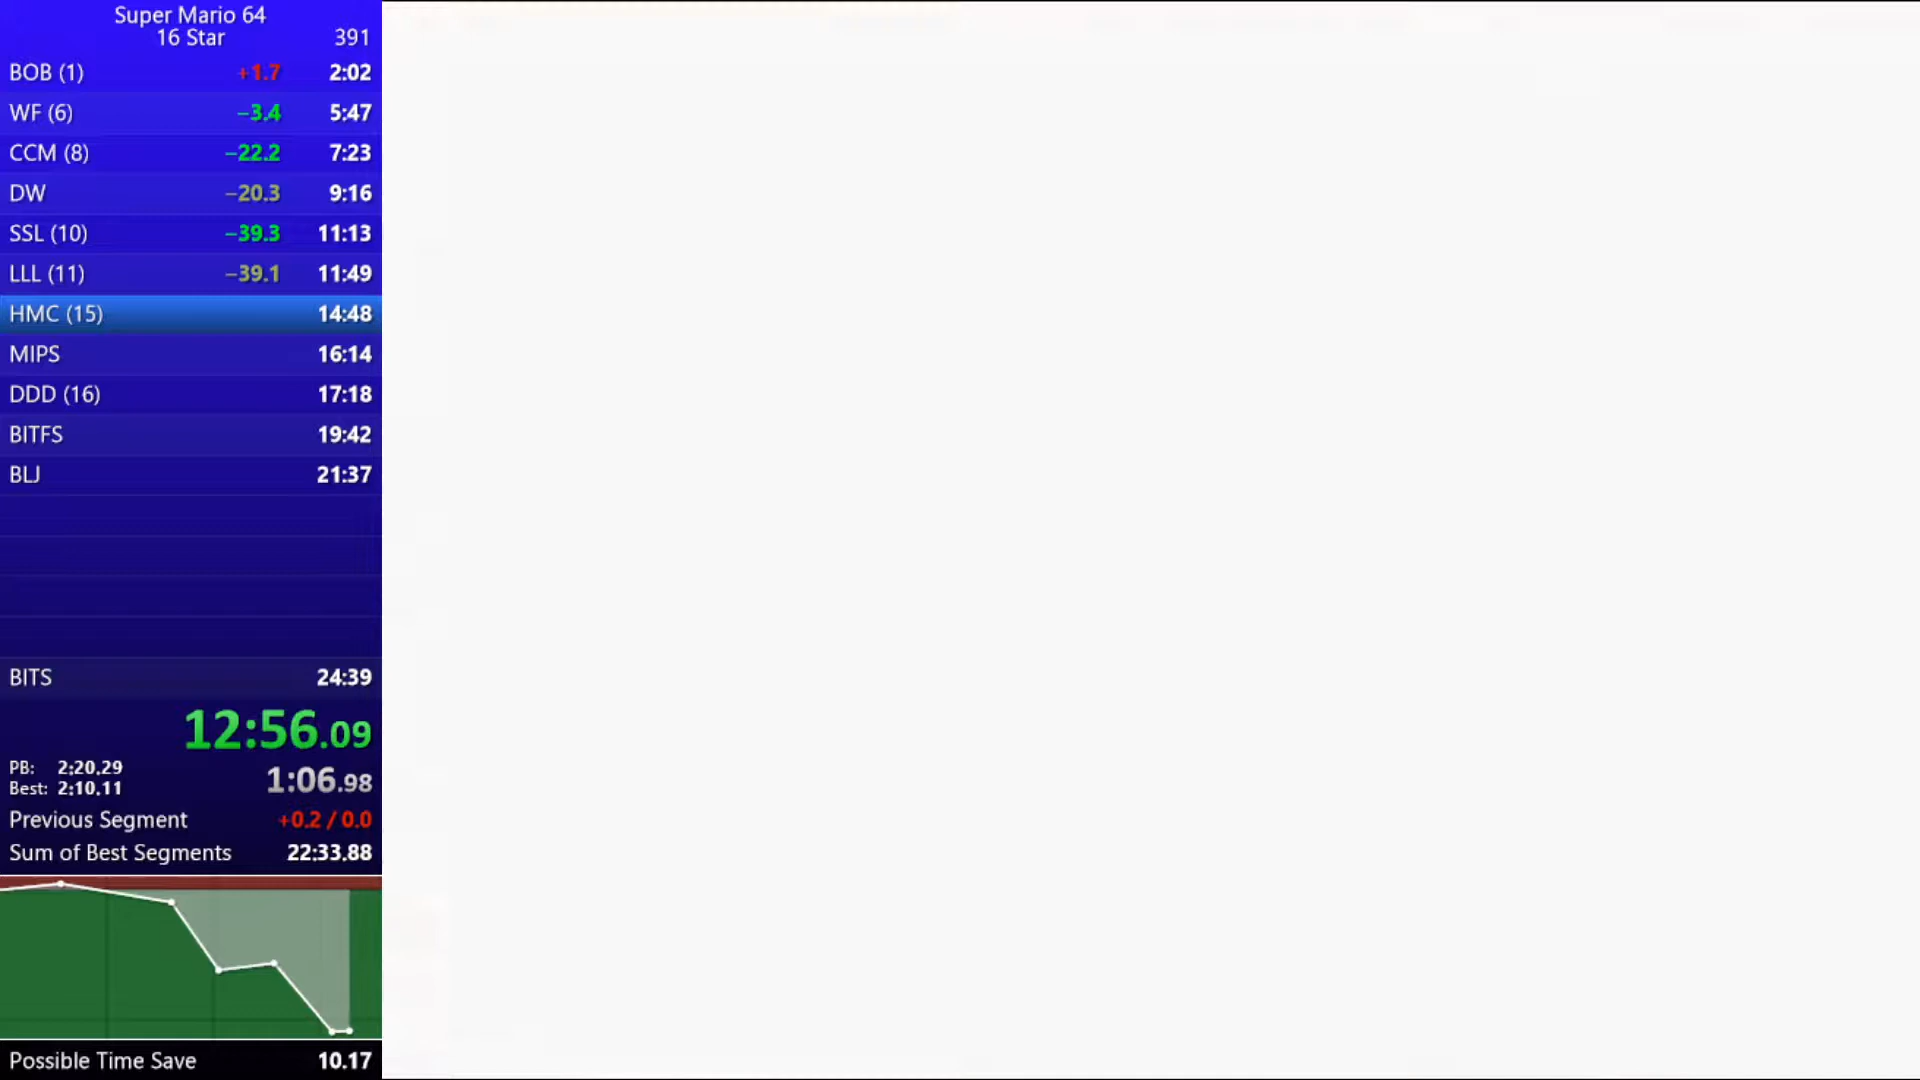 Super Mario 64
16 Star 391
BOB (1) +1.7 2:02
WF (6) −3.4 5:47
CCM (8) −22.2 7:23
DW −20.3 9:16
SSL (10) −39.3 11:13
LLL (11) −39.1 11:49
HMC (15) 14:48
MIPS 16:14
DDD (16) 17:18
BITFS 19:42
BLJ 21:37
BITS 24:39
12:56.09
PB: 2:20.29 1:06.98
Best: 2:10.11
Previous Segment +0.2 / 0.0
Sum of Best Segments 22:33.88
Possible Time Save 10.17